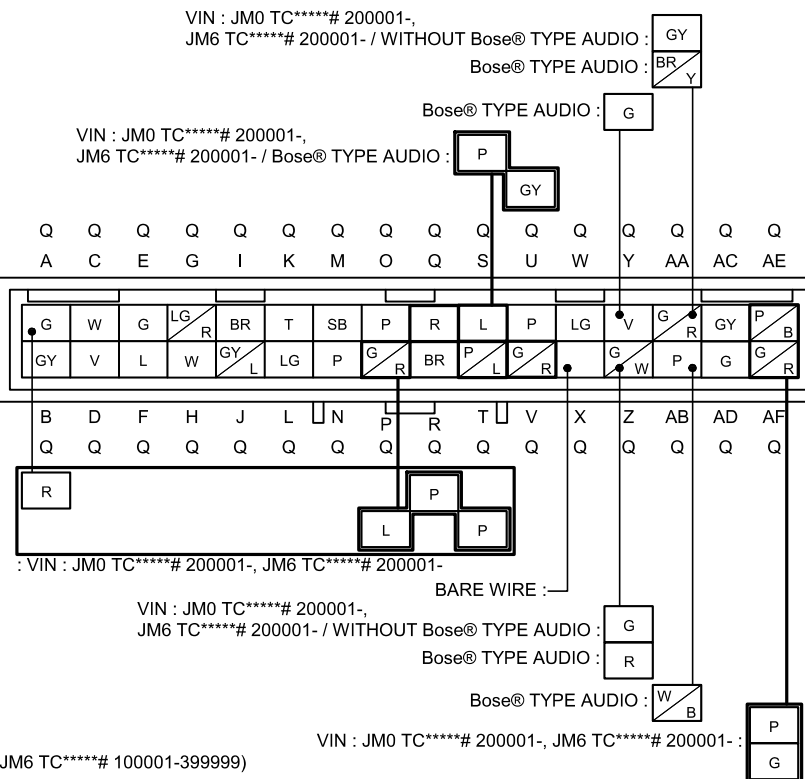 VIN : JM0 TC*****# 200001-,
JM6 TC*****# 200001- / WITHOUT Bose® TYPE AUDIO : GY
Bose® TYPE AUDIO : BR Y
Bose® TYPE AUDIO : G
VIN : JM0 TC*****# 200001-,
JM6 TC*****# 200001- / Bose® TYPE AUDIO : P
GY
Q Q Q Q Q Q Q Q Q Q Q Q Q Q Q Q
A C E G I K M O Q S U W Y AA AC AE
G W G LG R BR T SB P R L P LG V G R GY P B
GY V L W GY L LG P G R BR P L G R G W P G G R
B D F H J L N P R T V X Z AB AD AF
Q Q Q Q Q Q Q Q Q Q Q Q Q Q Q Q
R P
L P
: VIN : JM0 TC*****# 200001-, JM6 TC*****# 200001-
BARE WIRE :
VIN : JM0 TC*****# 200001-,
JM6 TC*****# 200001- / WITHOUT Bose® TYPE AUDIO : G
Bose® TYPE AUDIO : R
Bose® TYPE AUDIO : W B
VIN : JM0 TC*****# 200001-, JM6 TC*****# 200001- : P
G
JM6 TC*****# 100001-399999)